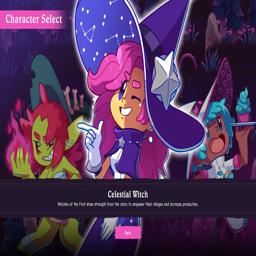 Character Select
Celestial Witch
Witches of the First draw strength from the stars to empower their villages and increase production.
Back